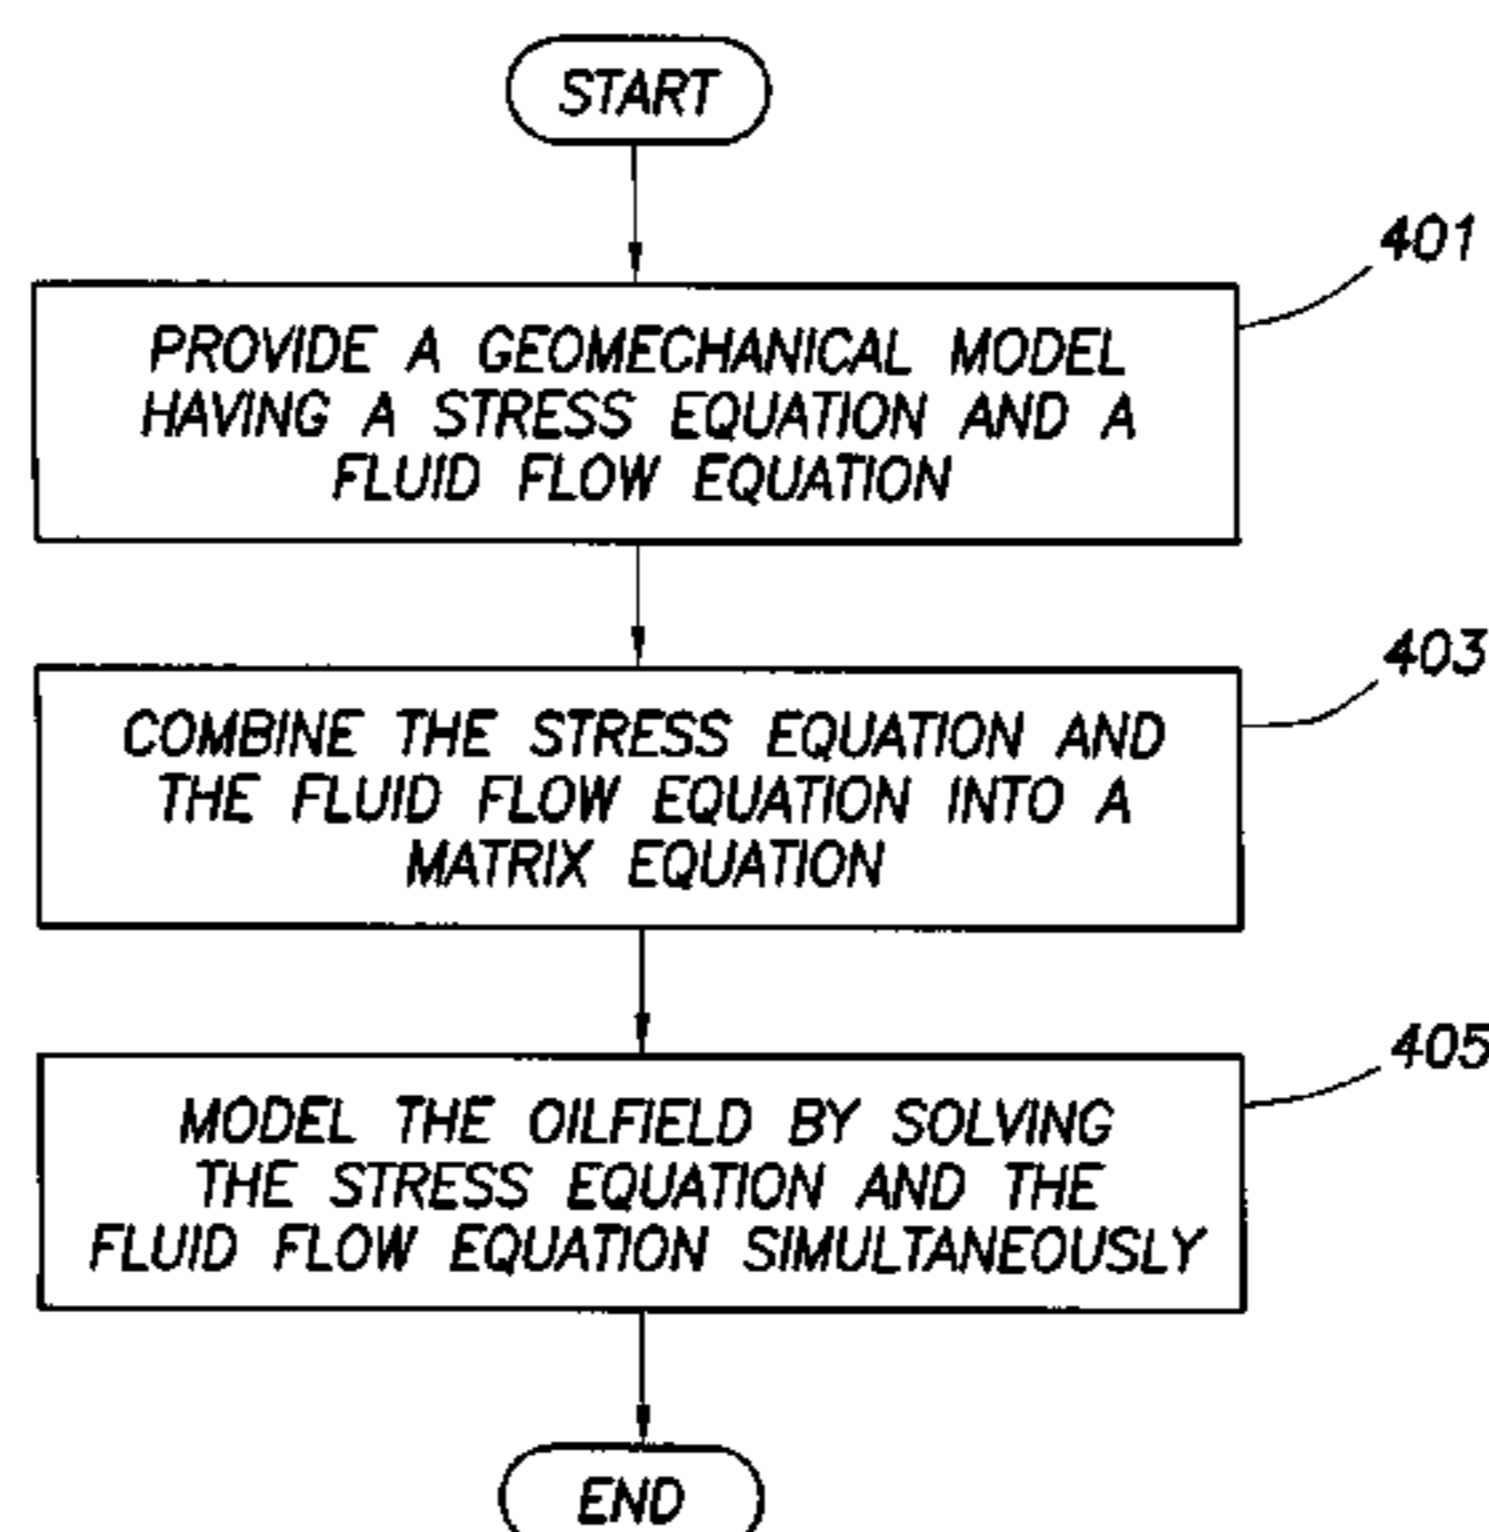 START
401
PROVIDE A GEOMECHANICAL MODEL
HAVING A STRESS EQUATION AND A
FLUID FLOW EQUATION
403
COMBINE THE STRESS EQUATION AND
THE FLUID FLOW EQUATION INTO A
MATRIX EQUATION
405
MODEL THE OILFIELD BY SOLVING
THE STRESS EQUATION AND THE
FLUID FLOW EQUATION SIMULTANEOUSLY
END